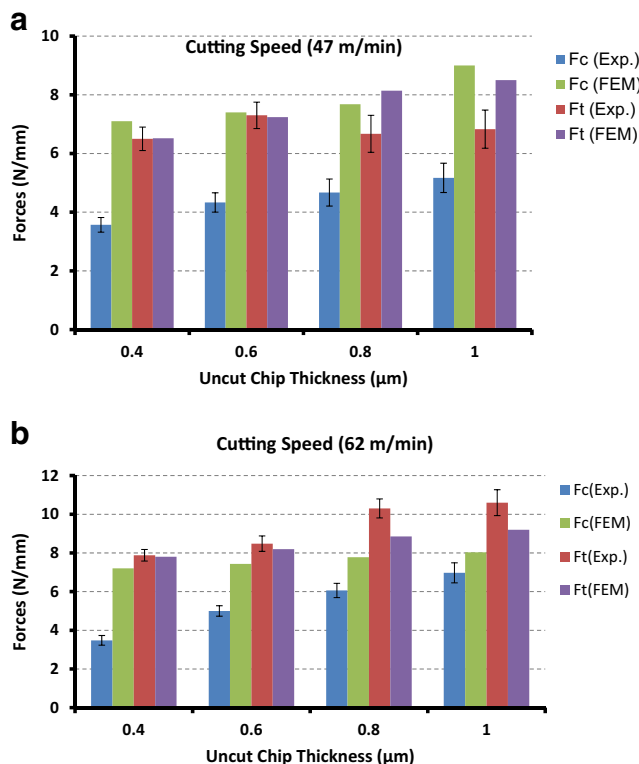 a
Cutting Speed (47 m/min)
10
8
6
4
2
0
Forces (N/mm)
0.4 0.6 0.8 1
Uncut Chip Thickness (µm)
Fc (Exp.)
Fc (FEM)
Ft (Exp.)
Ft (FEM)
b
Cutting Speed (62 m/min)
12
10
8
6
4
2
0
Forces (N/mm)
0.4 0.6 0.8 1
Uncut Chip Thickness (µm)
Fc(Exp.)
Fc(FEM)
Ft(Exp.)
Ft(FEM)